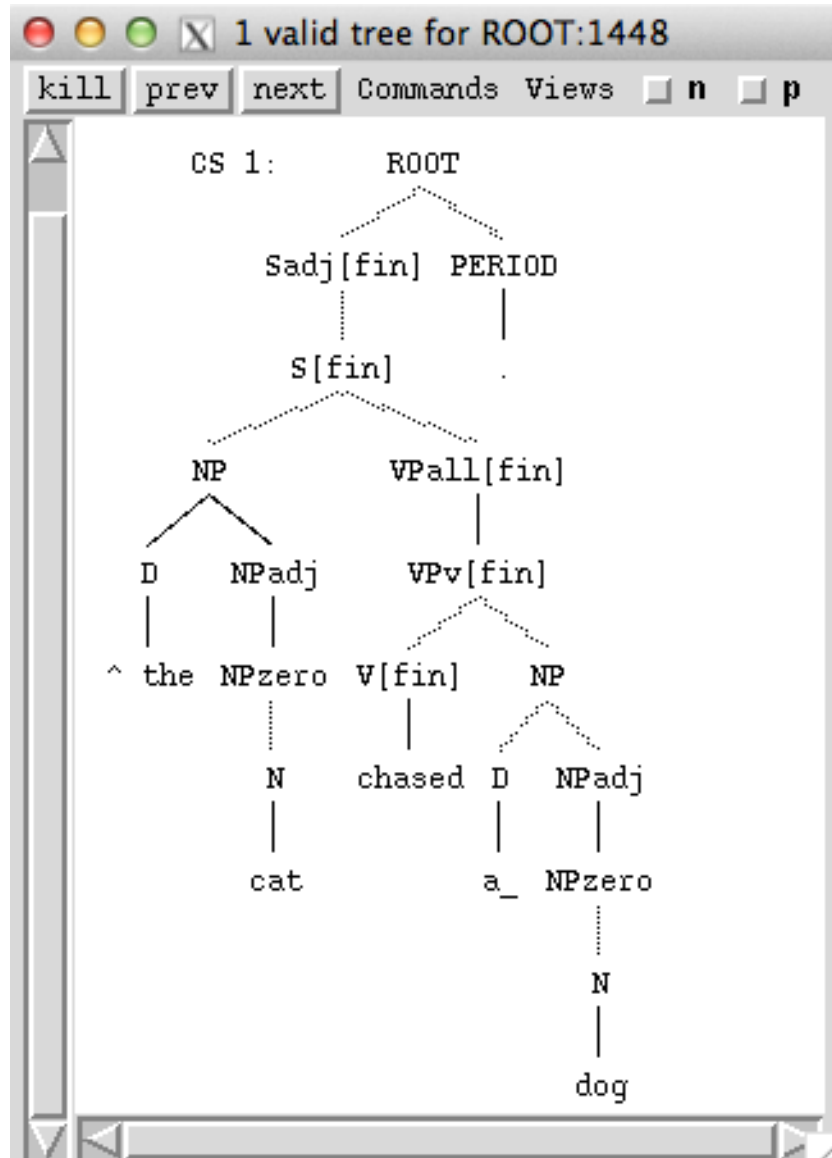 X 1 valid tree for ROOT:1448
kill prev next Commands Views n p
CS 1: ROOT
Sadj[fin] PERIOD
S[fin] .
NP VPall[fin]
D NPadj VPv[fin]
^ the NPzero V[fin] NP
N chased D NPadj
cat a_ NPzero
N
dog